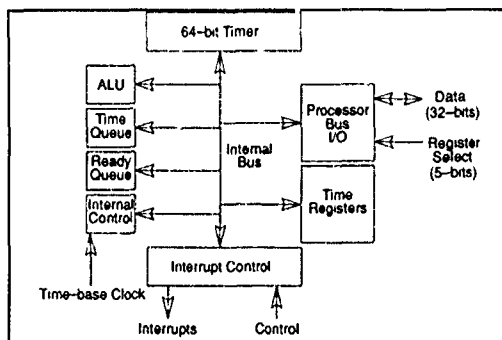 64-bit Timer
ALU
Time
Queue
Ready
Queue
Internal
Control
Internal
Bus
Processor
Bus
I/O
Time
Registers
Data
(32-bits)
Register
Select
(5-bits)
Interrupt Control
Time-base Clock
Interrupts
Control